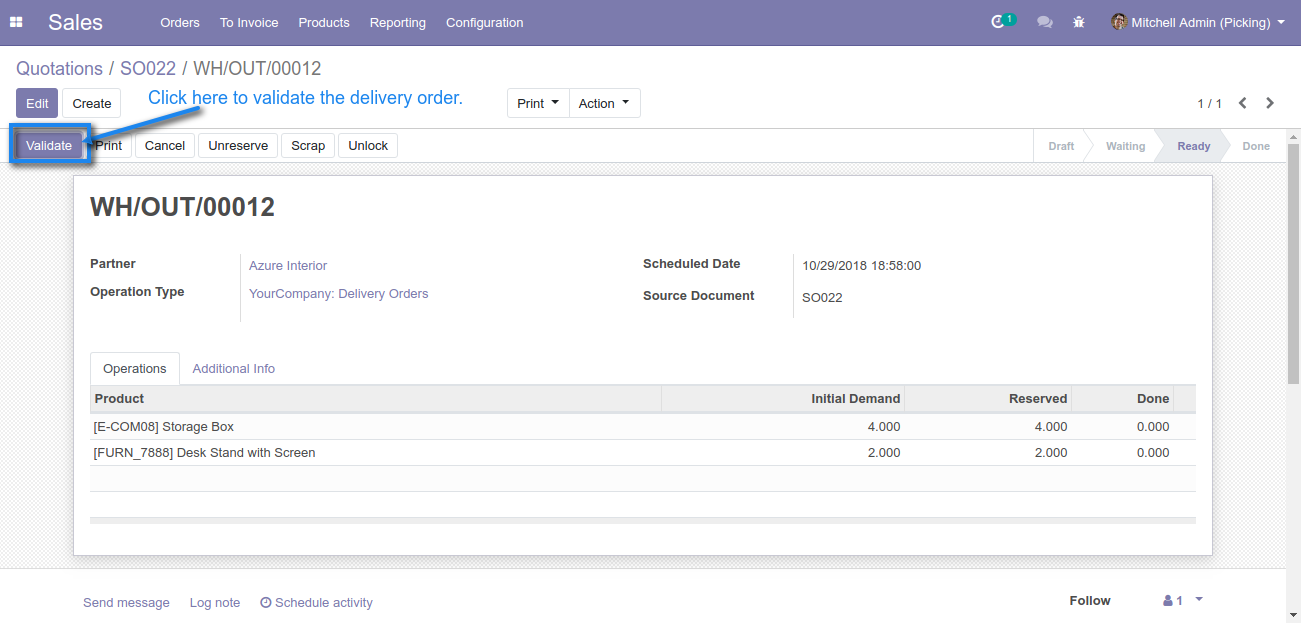 Sales Orders To Invoice Products Reporting Configuration 1 Mitchell Admin (Picking)
Quotations / SO022 / WH/OUT/00012
Edit Create Click here to validate the delivery order. Print Action 1 / 1
Validate Print Cancel Unreserve Scrap Unlock Draft Waiting Ready Done
WH/OUT/00012
Partner Azure Interior Scheduled Date 10/29/2018 18:58:00
Operation Type YourCompany: Delivery Orders Source Document SO022
Operations Additional Info
Product Initial Demand Reserved Done
[E-COM08] Storage Box 4.000 4.000 0.000
[FURN_7888] Desk Stand with Screen 2.000 2.000 0.000
Send message Log note Schedule activity Follow 1